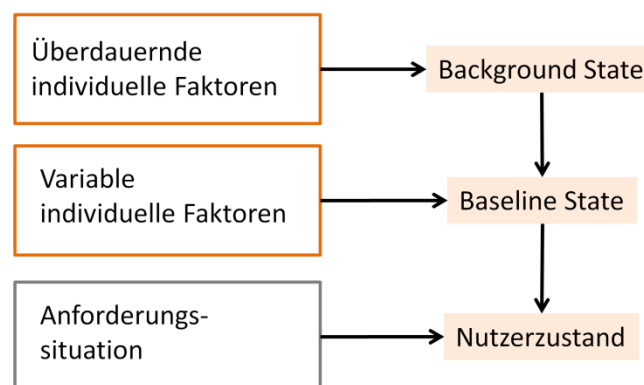 Überdauernde
individuelle Faktoren
Background State
Variable
individuelle Faktoren
Baseline State
Anforderungs-
situation
Nutzerzustand